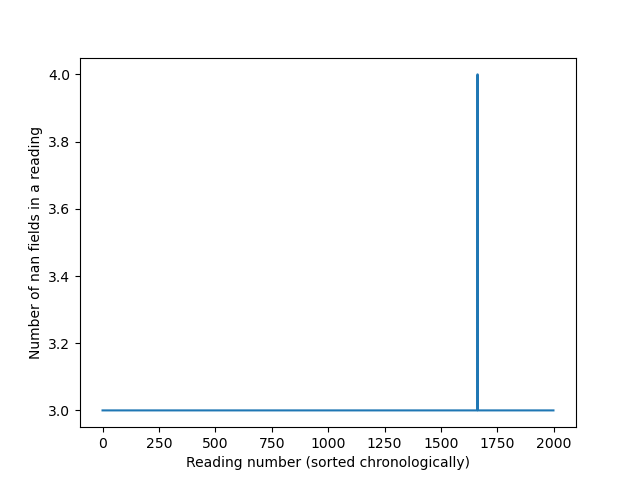 4.0
3.8
3.6
3.4
3.2
3.0
Number of nan fields in a reading
0 250 500 750 1000 1250 1500 1750 2000
Reading number (sorted chronologically)